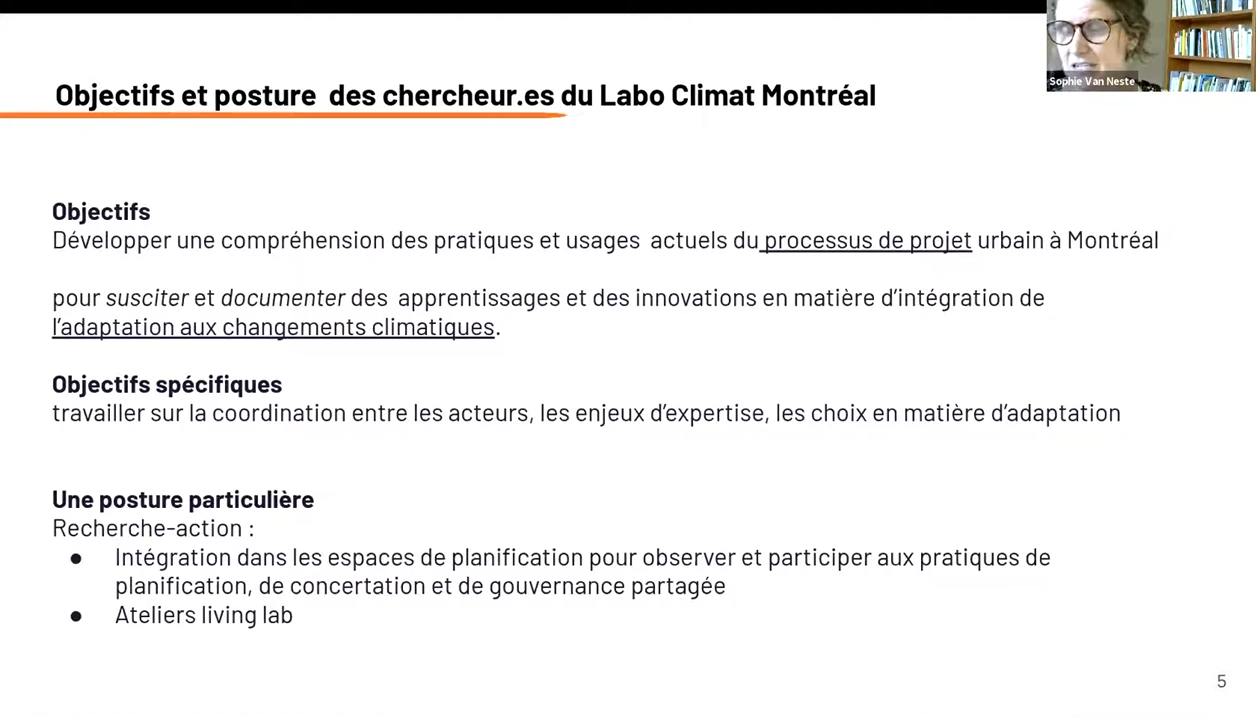 Sophie Van Neste
Objectifs et posture des chercheur.es du Labo Climat Montréal
Objectifs
Développer une compréhension des pratiques et usages actuels du processus de projet urbain à Montréal
pour susciter et documenter des apprentissages et des innovations en matière d'intégration de
l'adaptation aux changements climatiques.
Objectifs spécifiques
travailler sur la coordination entre les acteurs, les enjeux d'expertise, les choix en matière d'adaptation
Une posture particulière
Recherche-action :
● Intégration dans les espaces de planification pour observer et participer aux pratiques de
planification, de concertation et de gouvernance partagée
● Ateliers living lab
5